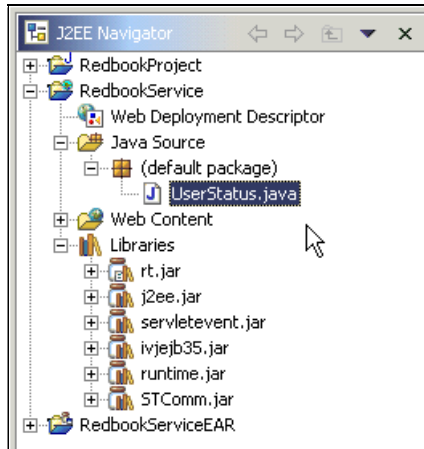 J2EE Navigator
RedbookProject
RedbookService
Web Deployment Descriptor
Java Source
(default package)
UserStatus.java
Web Content
Libraries
rt.jar
j2ee.jar
servletevent.jar
ivjejb35.jar
runtime.jar
STComm.jar
RedbookServiceEAR